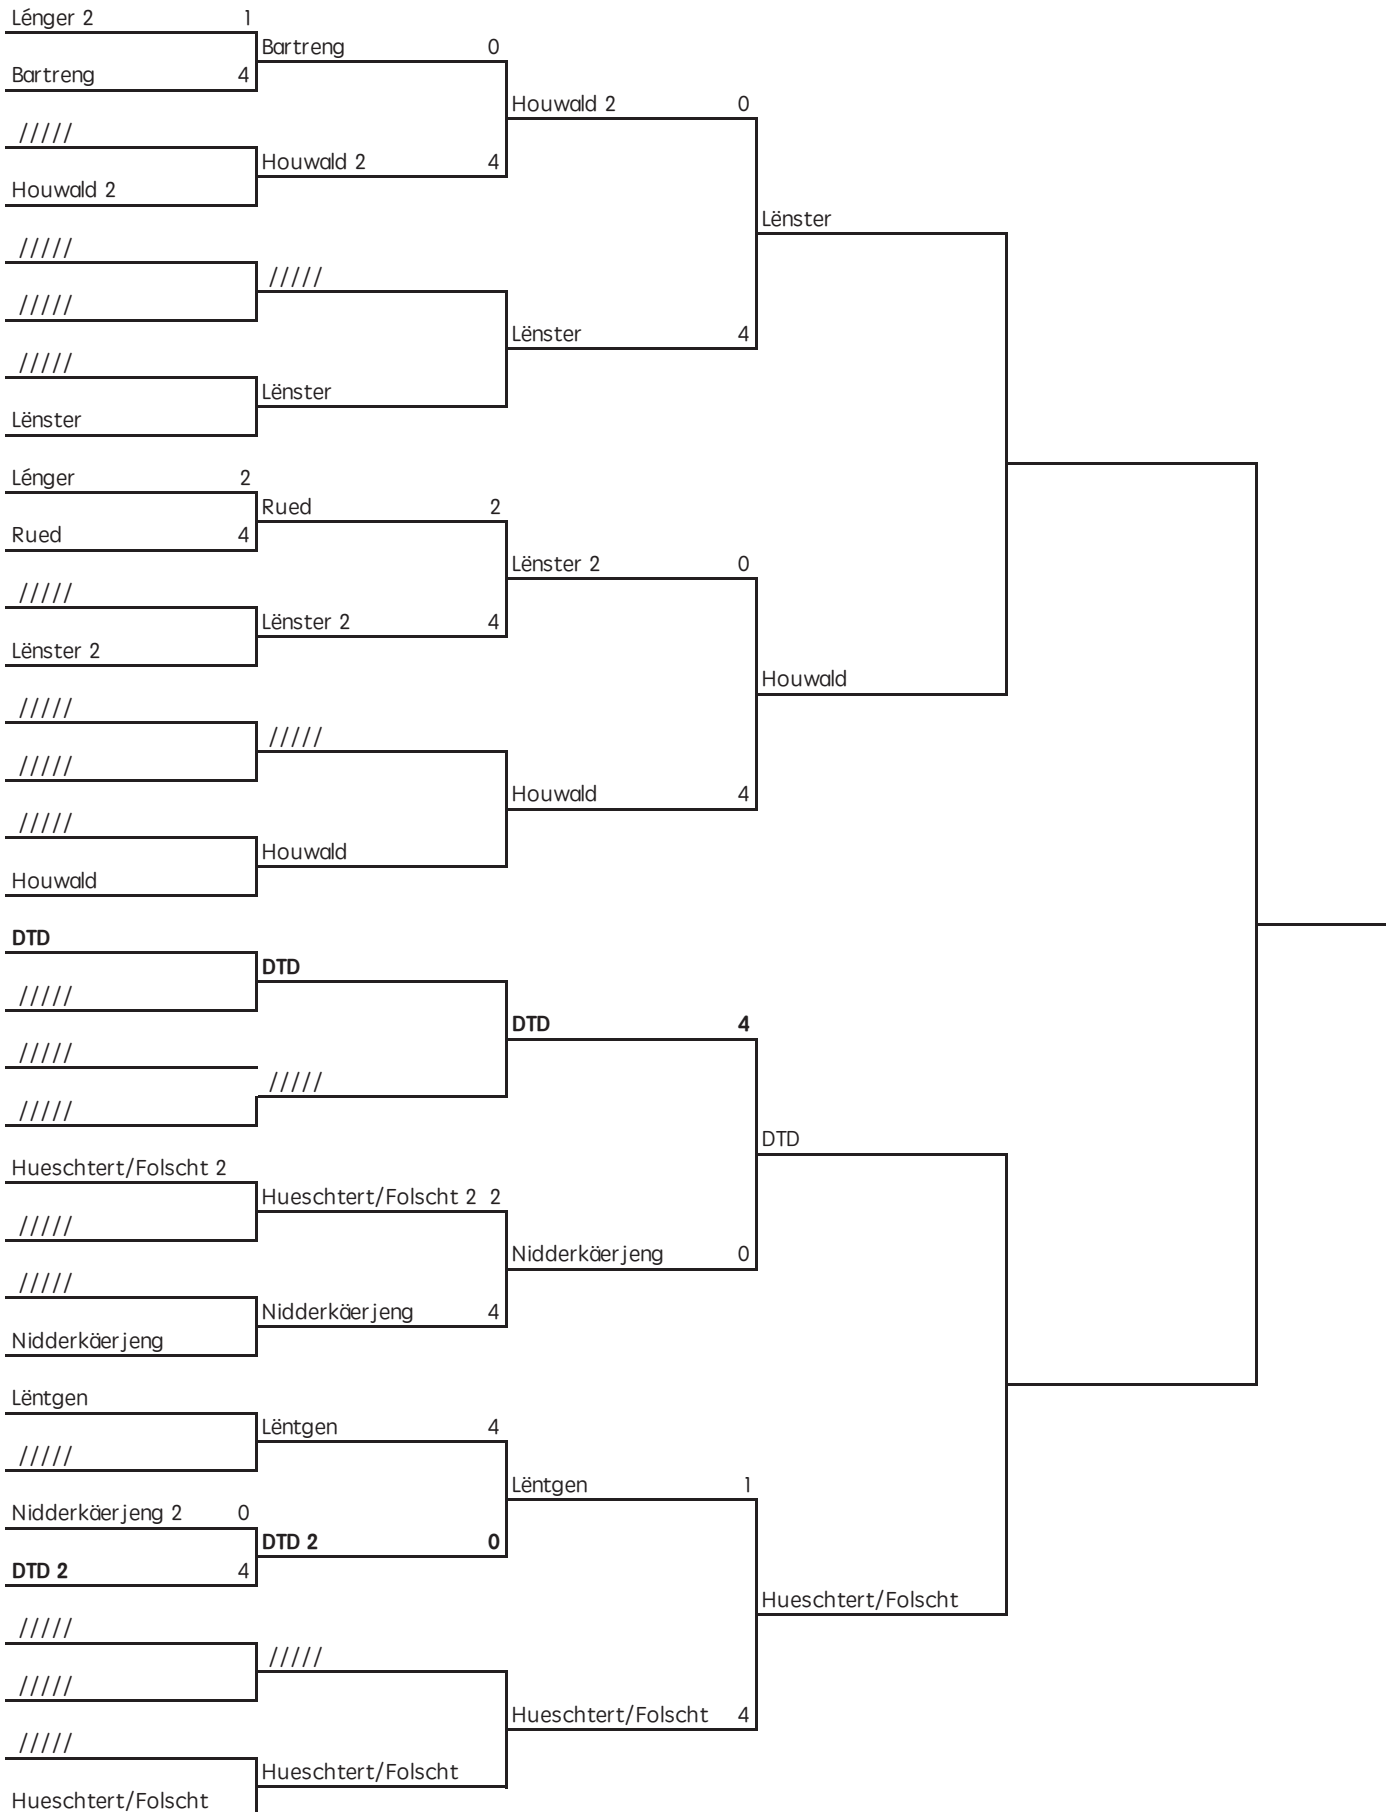 Lénger 2 1
Bartreng 0
Bartreng 4
Houwald 2 0
/////
Houwald 2 4
Houwald 2
Lënster
/////
/////
/////
Lënster 4
/////
Lënster
Lënster
Lénger 2
Rued 2
Rued 4
Lënster 2 0
/////
Lënster 2 4
Lënster 2
Houwald
/////
/////
/////
Houwald 4
/////
Houwald
Houwald
DTD
DTD
/////
DTD 4
/////
/////
/////
DTD
Hueschtert/Folscht 2
Hueschtert/Folscht 2 2
/////
Nidderkäerjeng 0
/////
Nidderkäerjeng 4
Nidderkäerjeng
Lëntgen
Lëntgen 4
/////
Lëntgen 1
Nidderkäerjeng 2 0
DTD 2 0
DTD 2 4
Hueschtert/Folscht
/////
/////
/////
Hueschtert/Folscht 4
/////
Hueschtert/Folscht
Hueschtert/Folscht